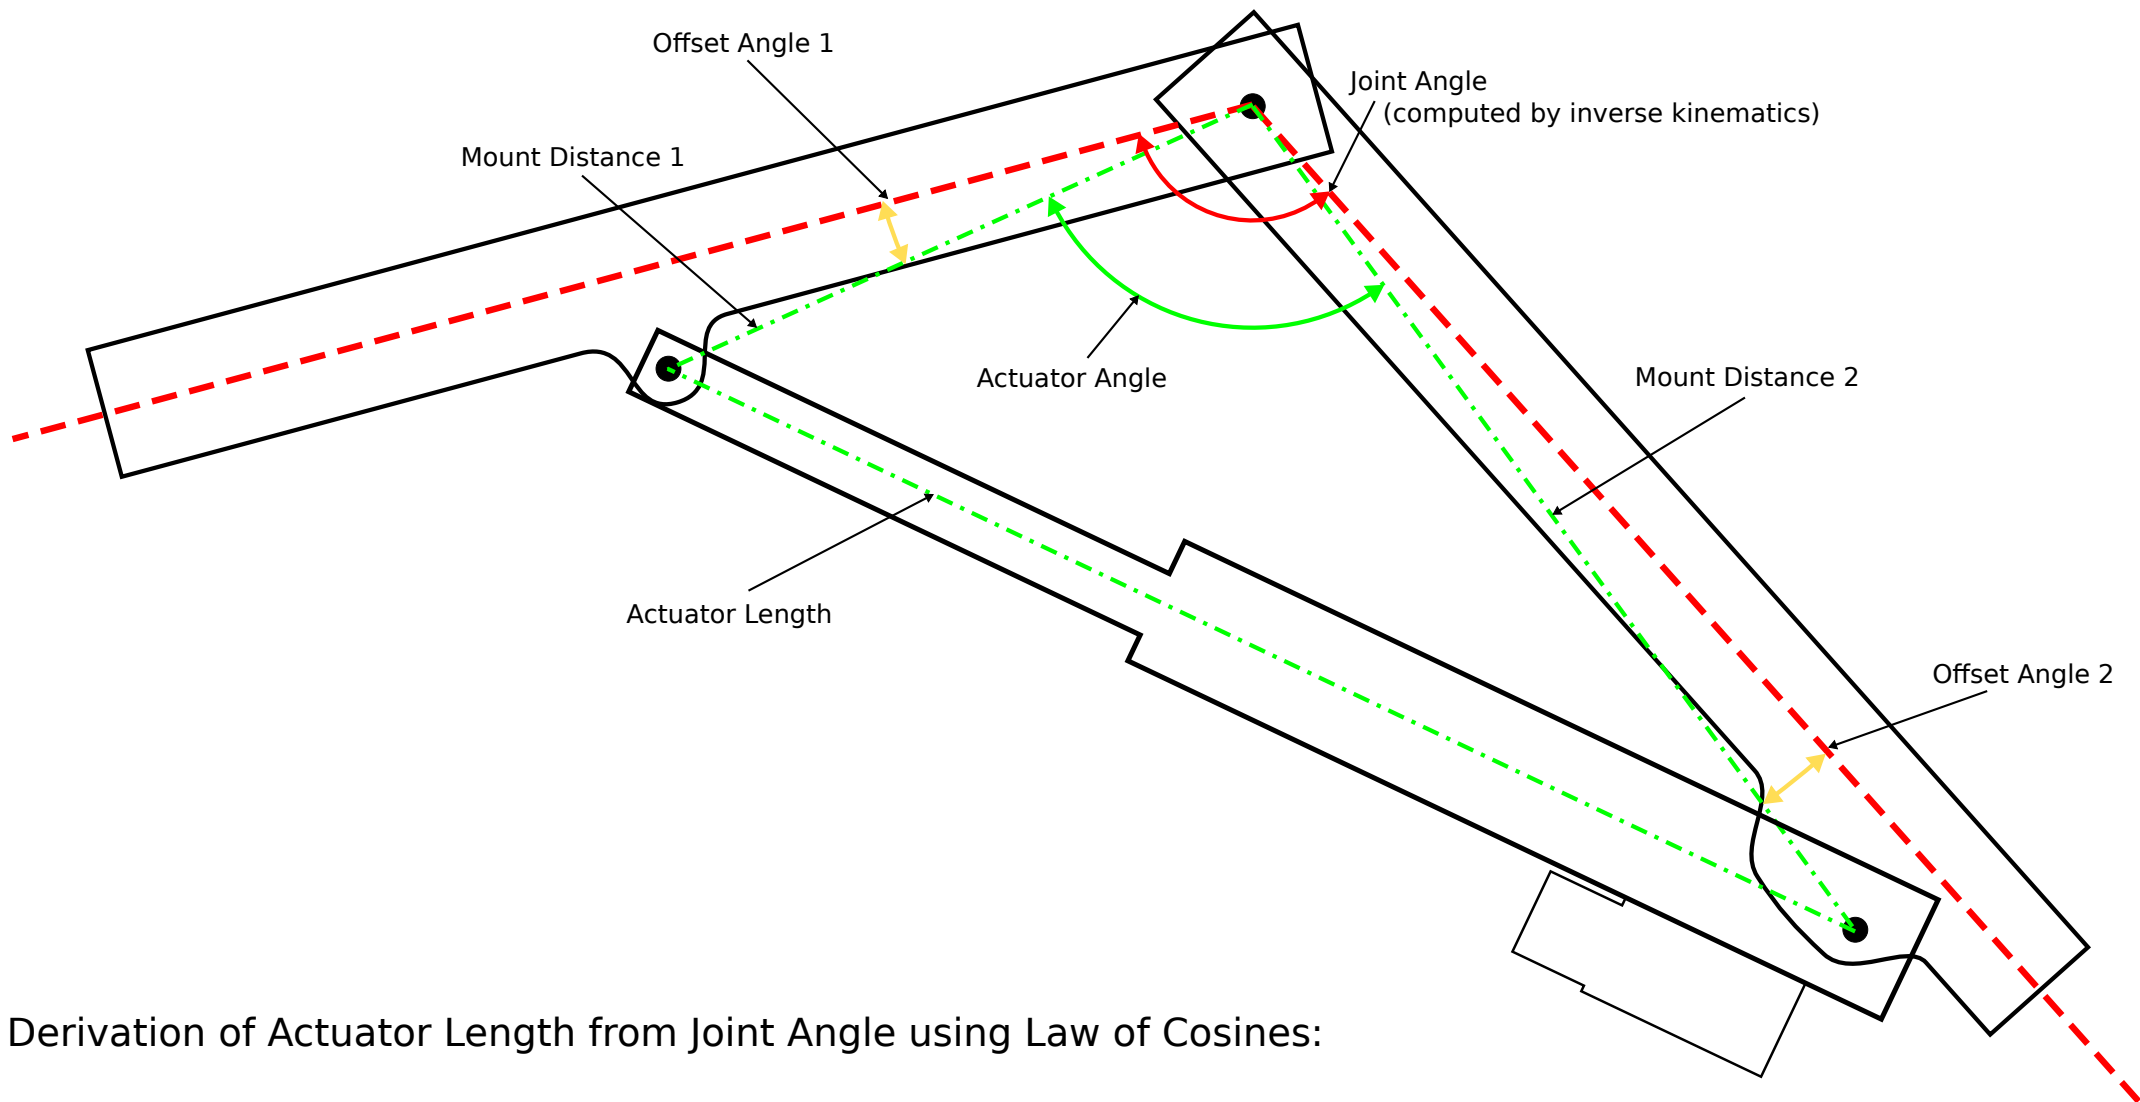 Offset Angle 1
Joint Angle
(computed by inverse kinematics)
Mount Distance 1
Actuator Angle
Mount Distance 2
Actuator Length
Offset Angle 2
Derivation of Actuator Length from Joint Angle using Law of Cosines: